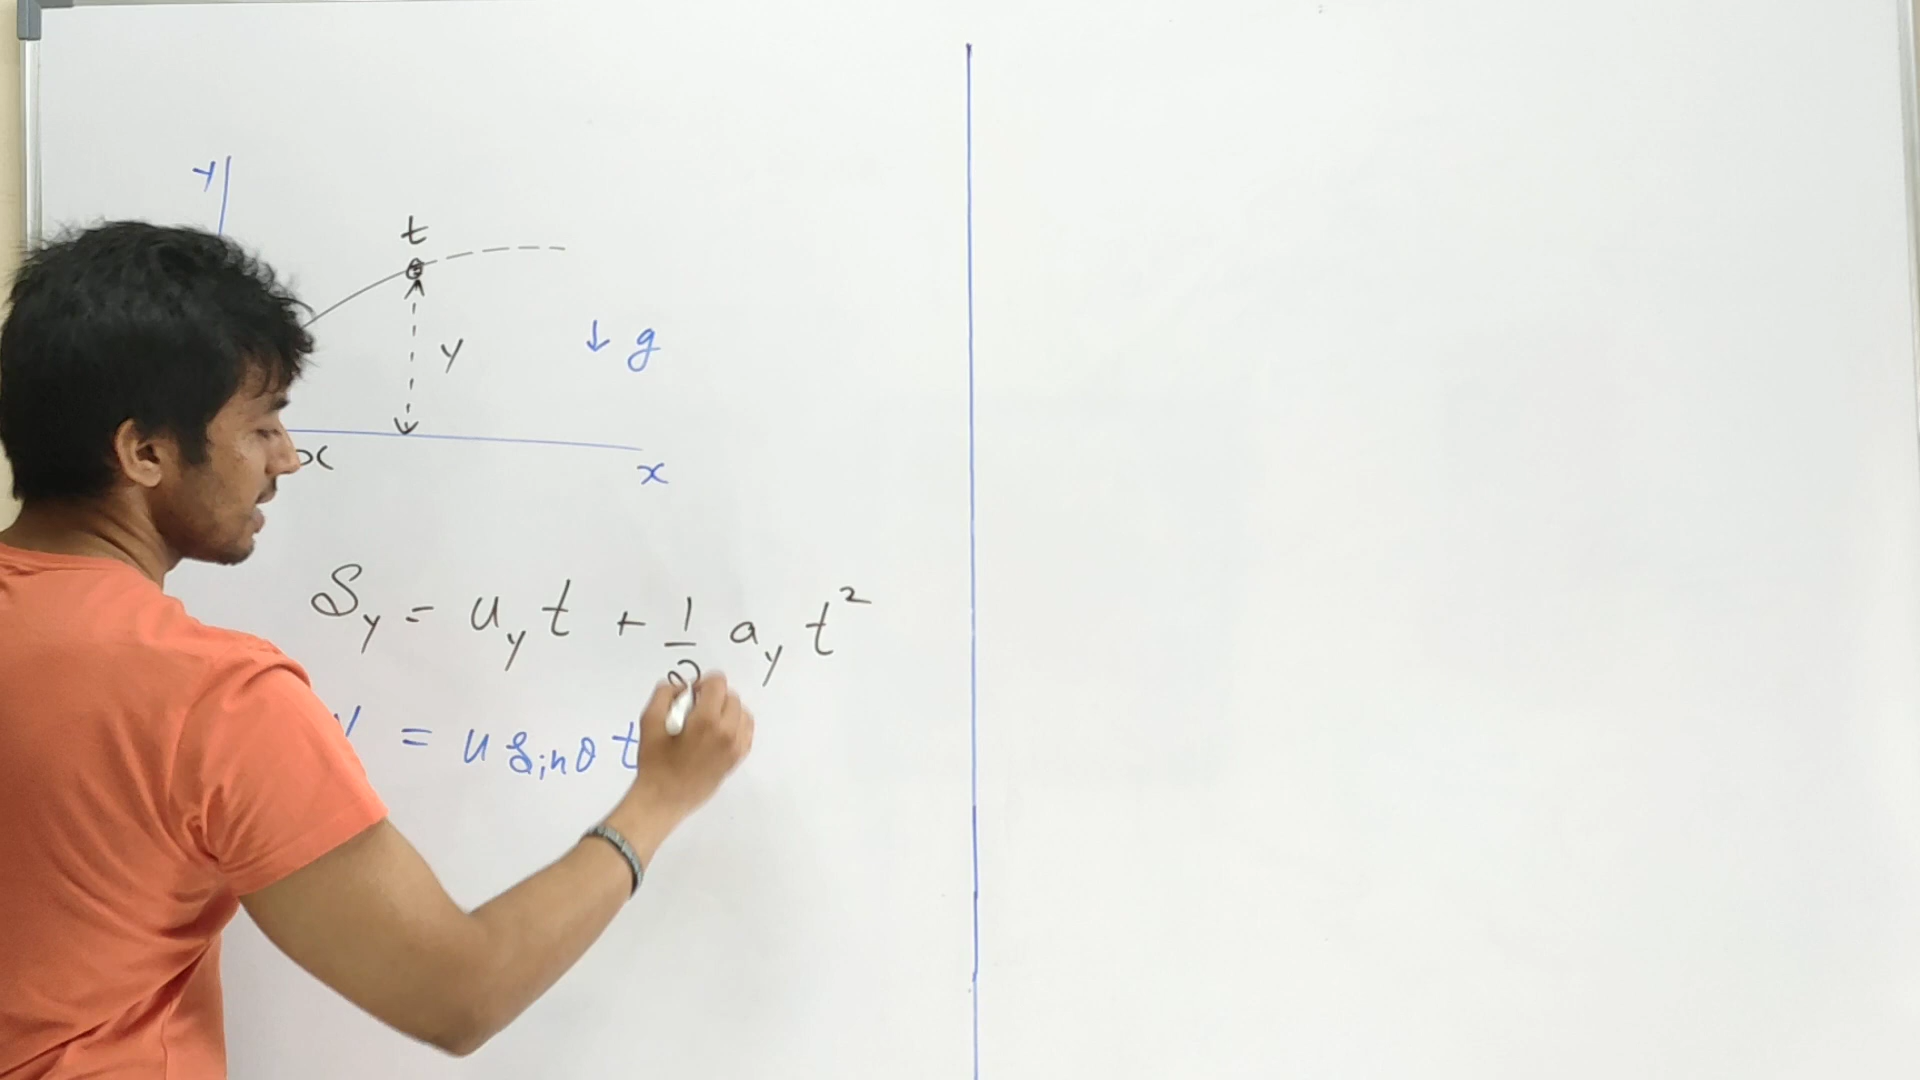 y
t
y
↓ g
x
x
S_y = u_y t + 1/2 a_y t²
y = u sinθ t